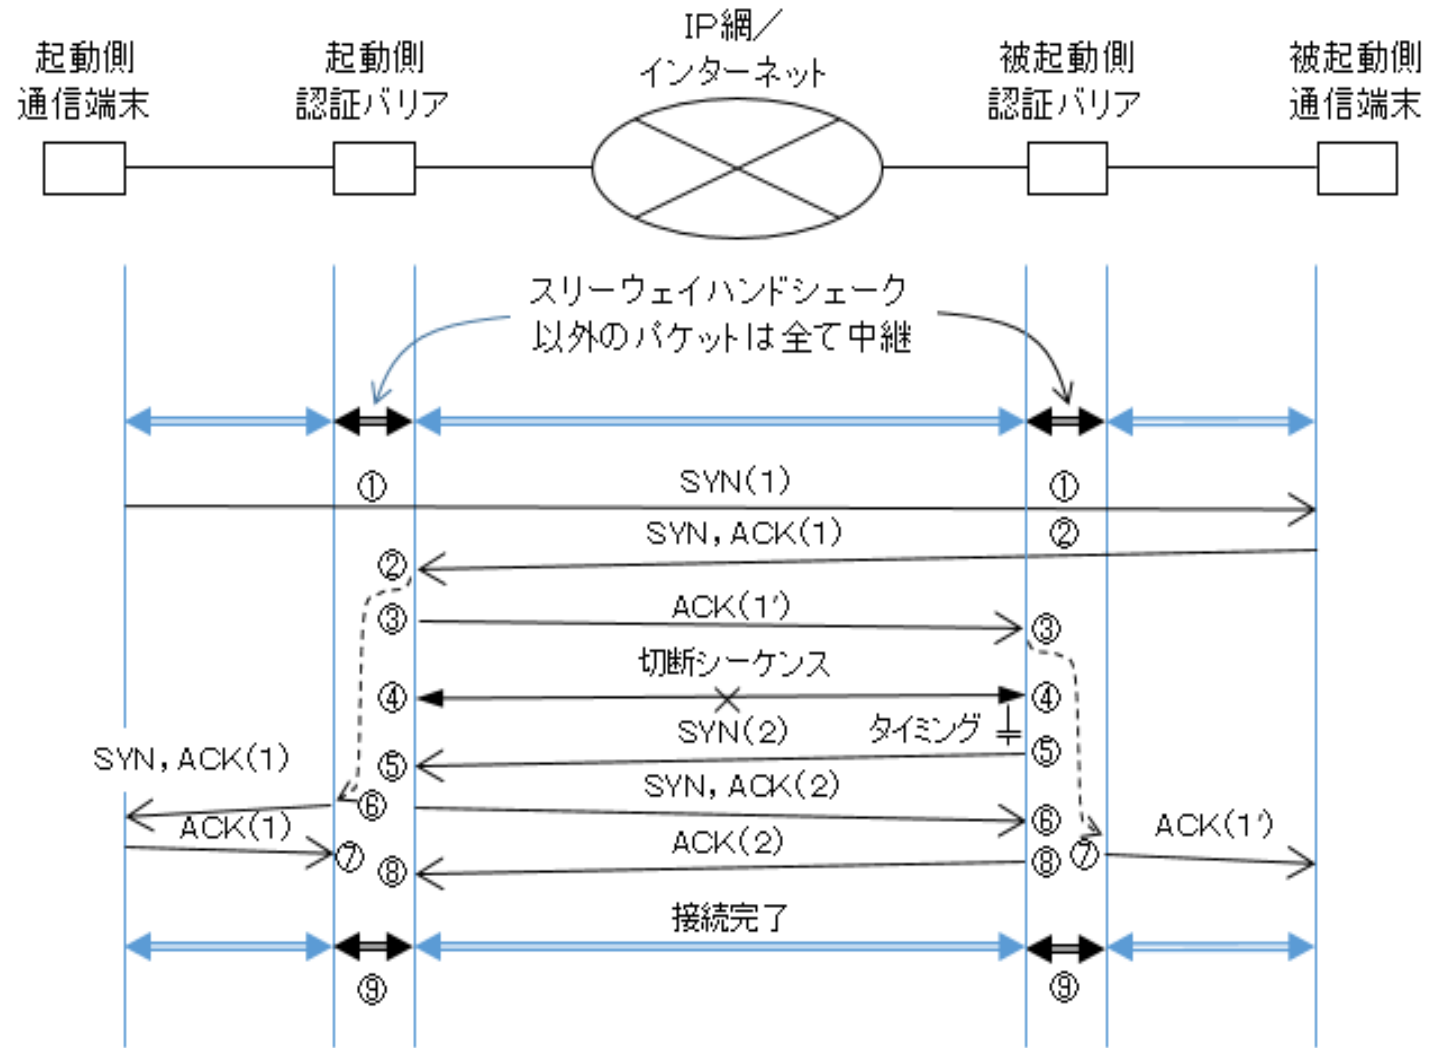 起動側
通信端末
起動側
認証バリア
IP網／
インターネット
被起動側
認証バリア
被起動側
通信端末
スリーウェイハンドシェーク
以外のパケットは全て中継
① SYN(1) ①
② SYN,ACK(1) ②
③ ACK(1') ③
切断シーケンス
④ ④
タイミング
⑤ SYN(2) ⑤
SYN,ACK(1)
⑥ SYN,ACK(2) ⑥
ACK(1) ⑦
⑧ ACK(2) ⑧
⑦ ACK(1')
接続完了
⑨ ⑨